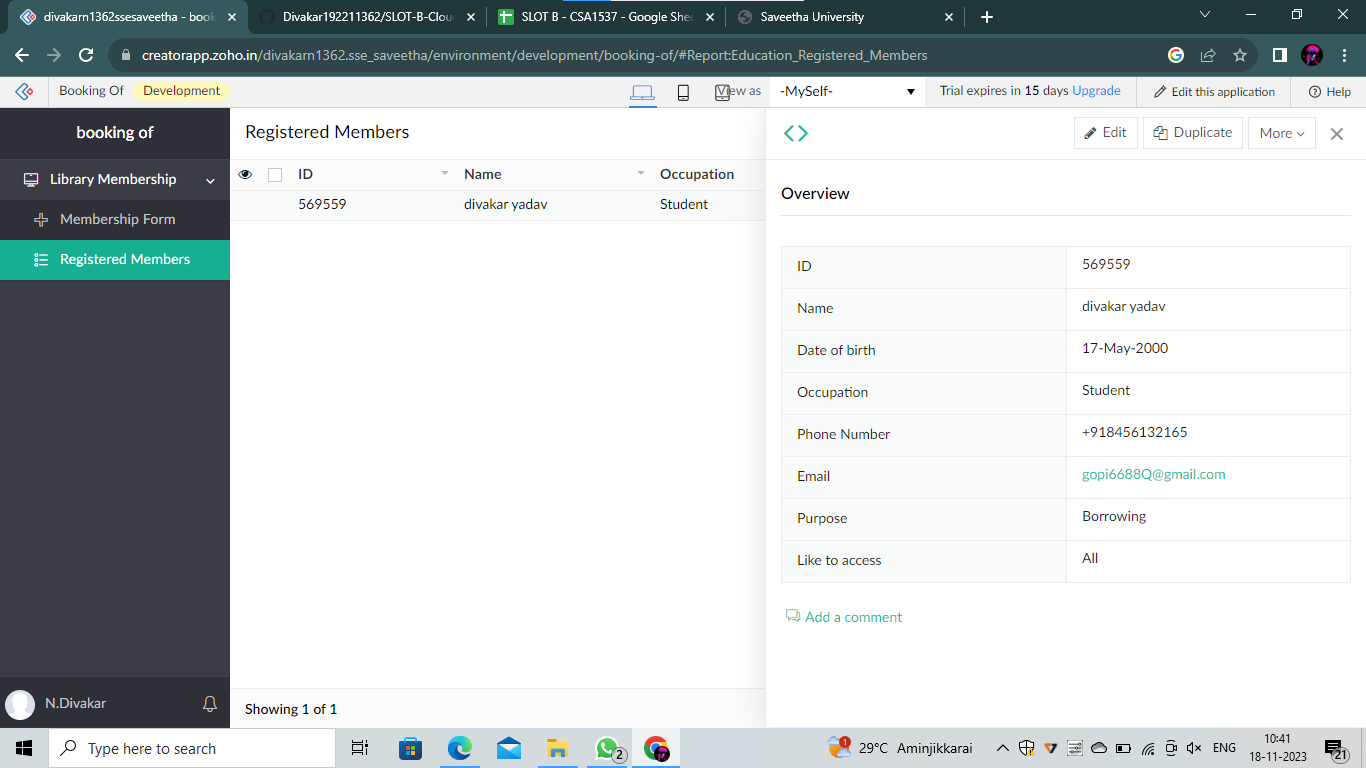 divakarn1362ssesaveetha - book
Divakar192211362/SLOT-B-Clou
SLOT B - CSA1537 - Google She
Saveetha University
creatorapp.zoho.in/divakarn1362.sse_saveetha/environment/development/booking-of/#Report:Education_Registered_Members
Booking Of Development
View as -MySelf-
Trial expires in 15 days Upgrade
Edit this application
Help
booking of
Library Membership
Membership Form
Registered Members
N.Divakar
Registered Members
ID Name Occupation
569559 divakar yadav Student
Showing 1 of 1
Edit Duplicate More
Overview
ID 569559
Name divakar yadav
Date of birth 17-May-2000
Occupation Student
Phone Number +918456132165
Email gopi6688Q@gmail.com
Purpose Borrowing
Like to access All
Add a comment
Type here to search
2
1
29°C Aminjikkarai
ENG
10:41
18-11-2023
21